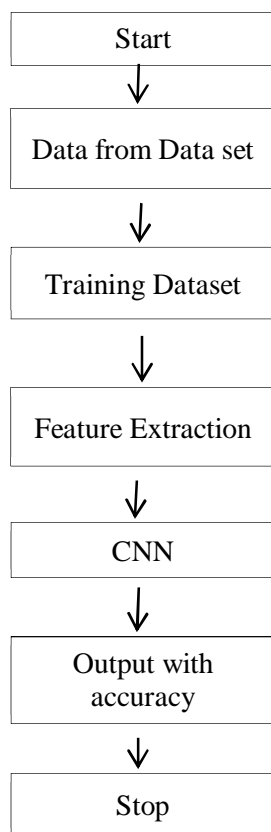 Start
Data from Data set
Training Dataset
Feature Extraction
CNN
Output with
accuracy
Stop